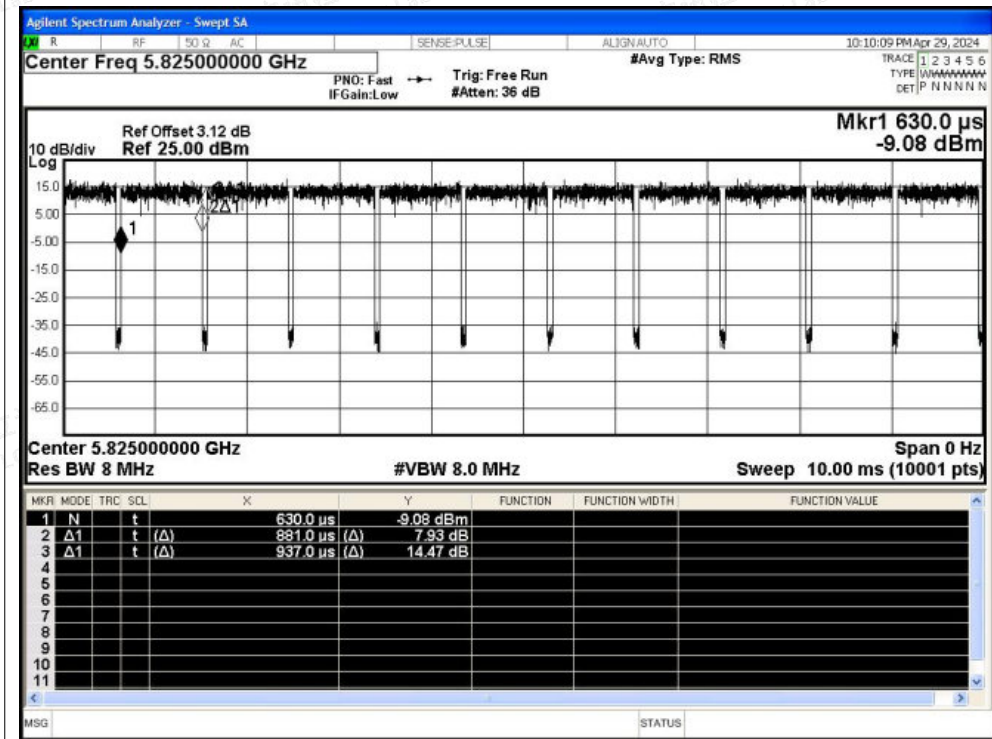 Agilent Spectrum Analyzer - Swept SA
LXI R RF 50 Ω AC SENSE:PULSE ALIGN AUTO 10:10:09 PM Apr 29, 2024
Center Freq 5.825000000 GHz
#Avg Type: RMS
TRACE 1 2 3 4 5 6
PNO: Fast Trig: Free Run
TYPE
IFGain:Low #Atten: 36 dB
DET P N N N N N
Mkr1 630.0 µs
Ref Offset 3.12 dB
10 dB/div Ref 25.00 dBm
-9.08 dBm
Log
15.0
5.00
2Δ1
1
-5.00
-15.0
-25.0
-35.0
-45.0
-55.0
-65.0
Center 5.825000000 GHz Span 0 Hz
Res BW 8 MHz #VBW 8.0 MHz Sweep 10.00 ms (10001 pts)
MKR MODE TRC SCL X Y FUNCTION FUNCTION WIDTH FUNCTION VALUE
1 N t 630.0 µs -9.08 dBm
2 Δ1 t (Δ) 881.0 µs (Δ) 7.93 dB
3 Δ1 t (Δ) 937.0 µs (Δ) 14.47 dB
4
5
6
7
8
9
10
11
MSG STATUS